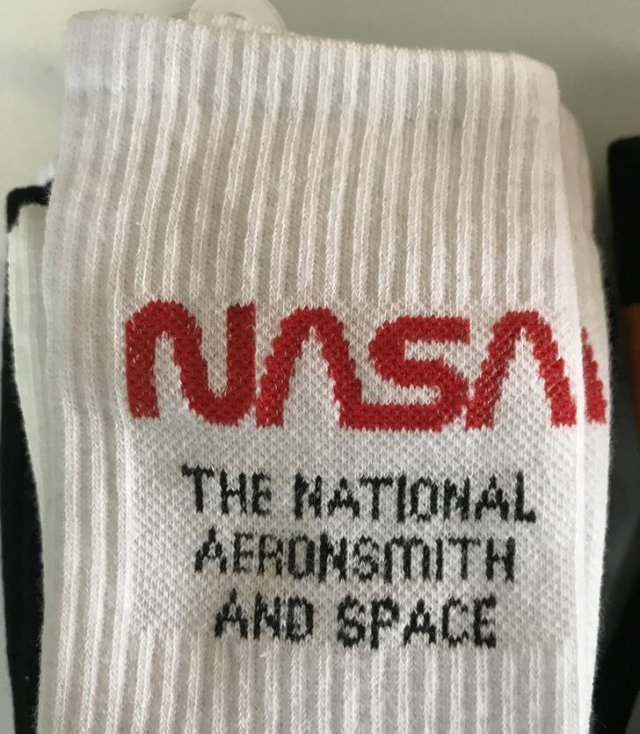 NASA
THE NATIONAL
AERONSMITH
AND SPACE